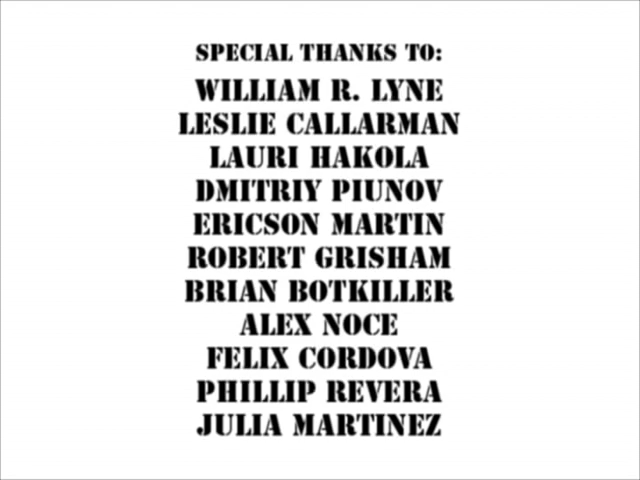 SPECIAL THANKS TO:
WILLIAM R. LYNE
LESLIE CALLARMAN
LAURI HAKOLA
DMITRIY PIUNOV
ERICSON MARTIN
ROBERT GRISHAM
BRIAN BOTKILLER
ALEX NOCE
FELIX CORDOVA
PHILLIP REVERA
JULIA MARTINEZ